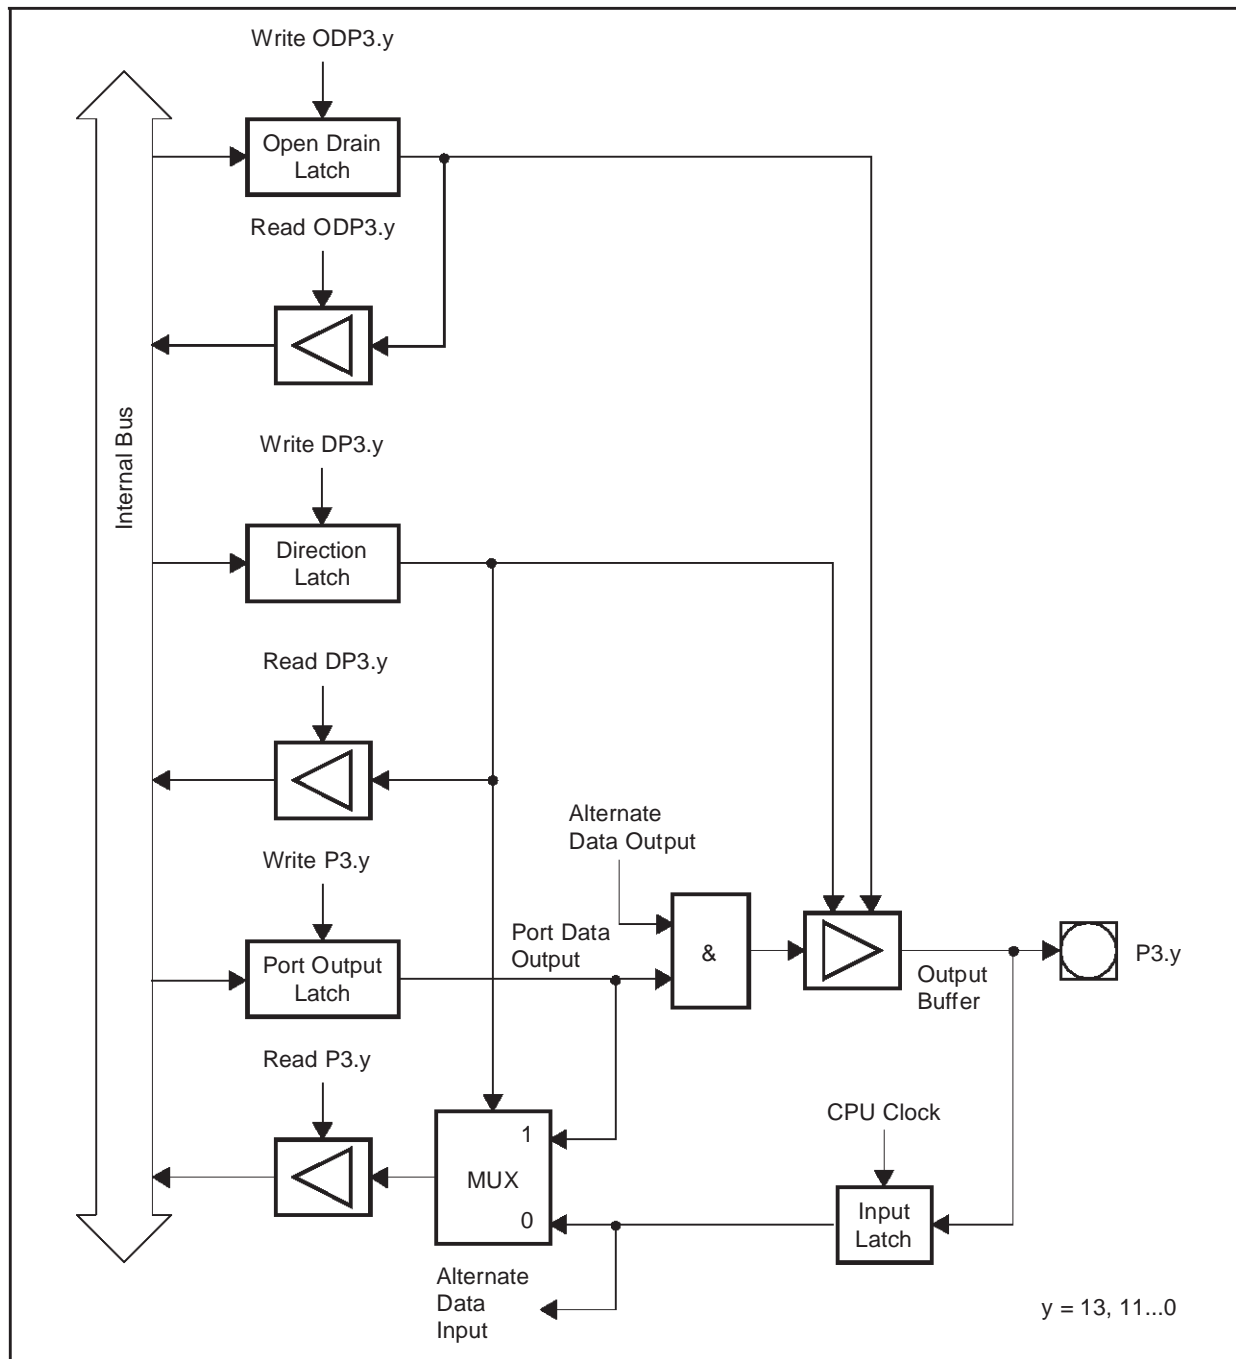 Write ODP3.y
Open Drain
Latch
Read ODP3.y
Internal Bus
Write DP3.y
Direction
Latch
Read DP3.y
Alternate
Data Output
Write P3.y
Port Data
Output
Port Output
Latch
&
Output
Buffer
P3.y
Read P3.y
CPU Clock
1
MUX
0
Input
Latch
Alternate
Data
Input
y = 13, 11...0